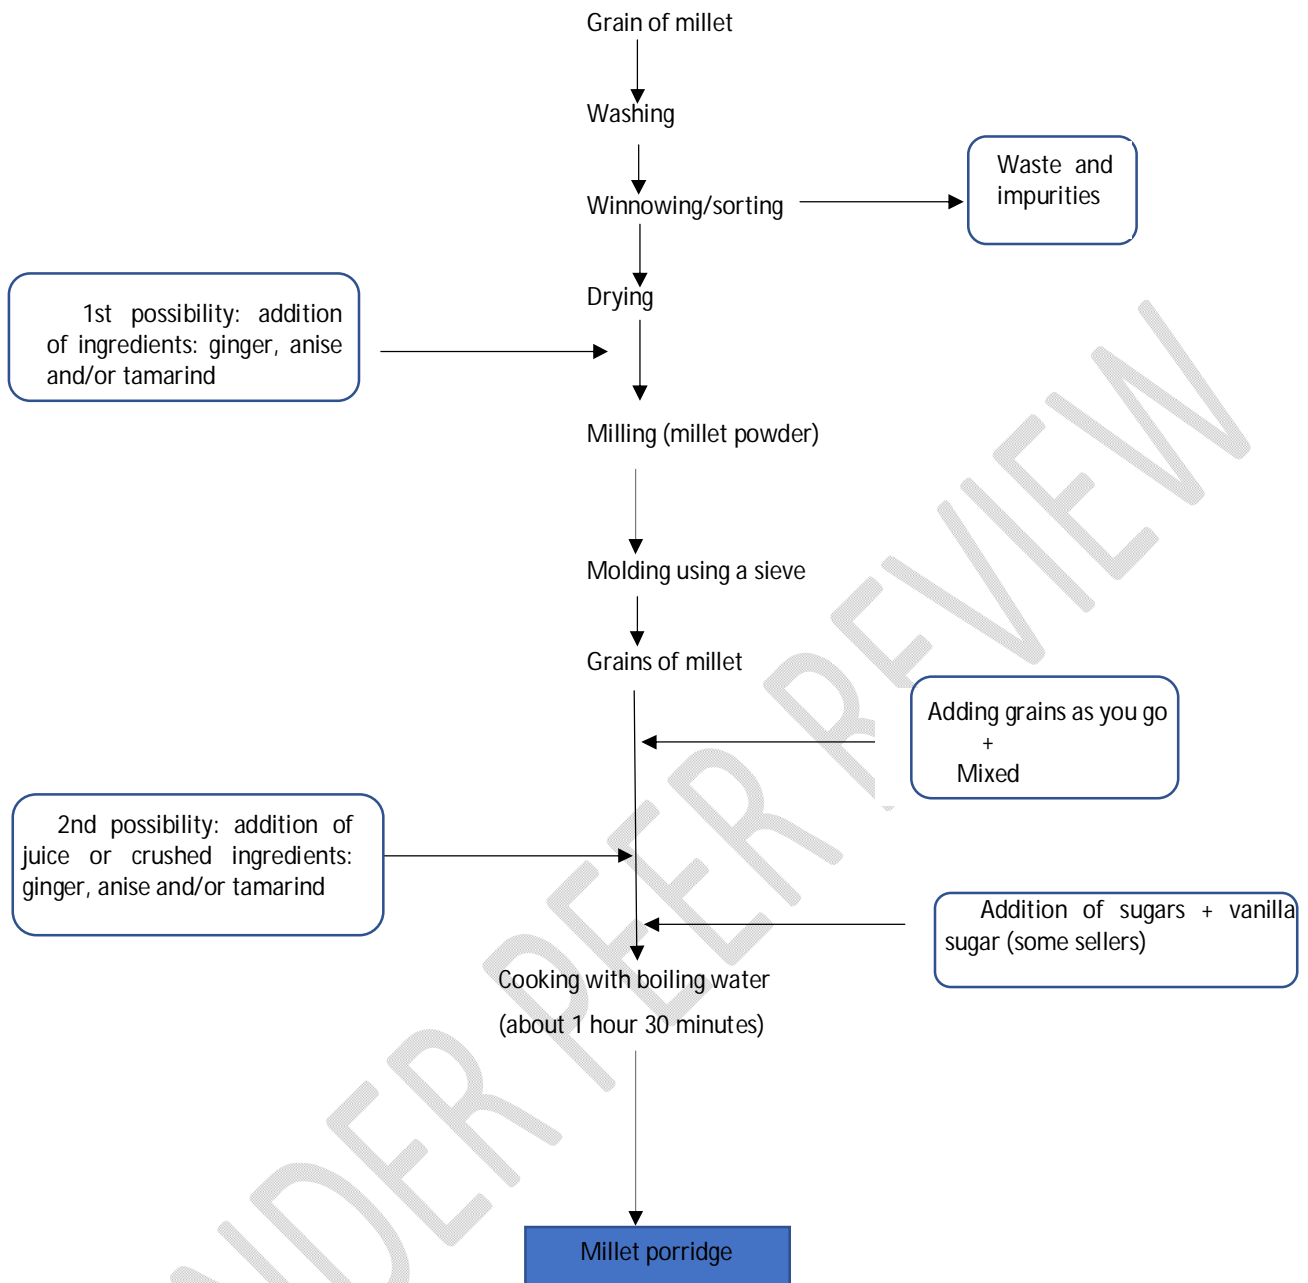 Grain of millet
Washing
Winnowing/sorting
Waste and
impurities
Drying
1st possibility: addition
of ingredients: ginger, anise
and/or tamarind
Milling (millet powder)
Molding using a sieve
Grains of millet
Adding grains as you go
+
Mixed
2nd possibility: addition of
juice or crushed ingredients:
ginger, anise and/or tamarind
Addition of sugars + vanilla
sugar (some sellers)
Cooking with boiling water
(about 1 hour 30 minutes)
Millet porridge
NDER PEER REVIEW